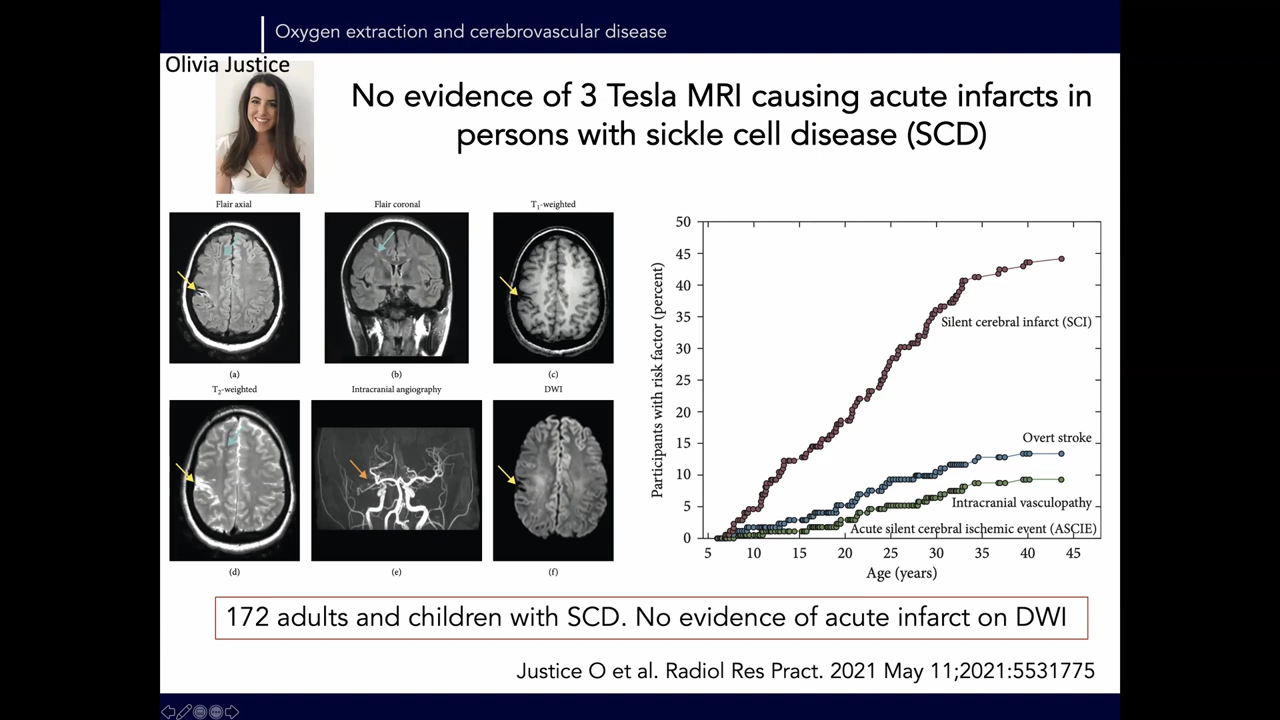 Oxygen extraction and cerebrovascular disease
Olivia Justice
No evidence of 3 Tesla MRI causing acute infarcts in
persons with sickle cell disease (SCD)
Flair axial
Flair coronal
T1-weighted
(a)
(b)
(c)
T2-weighted
Intracranial angiography
DWI
(d)
(e)
(f)
Participants with risk factor (percent)
50
45
40
35
30
25
20
15
10
5
0
Silent cerebral infarct (SCI)
Overt stroke
Intracranial vasculopathy
Acute silent cerebral ischemic event (ASCIE)
5 10 15 20 25 30 35 40 45
Age (years)
172 adults and children with SCD. No evidence of acute infarct on DWI
Justice O et al. Radiol Res Pract. 2021 May 11;2021:5531775